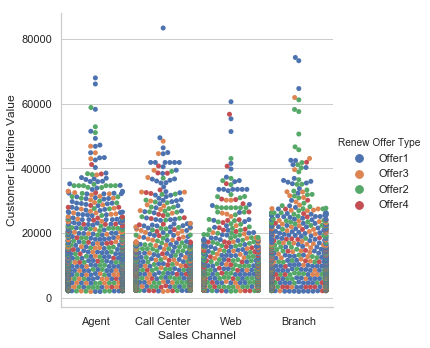 80000
60000
40000
20000
0
Customer Lifetime Value
Agent Call Center Web Branch
Sales Channel
Renew Offer Type
Offer1
Offer3
Offer2
Offer4